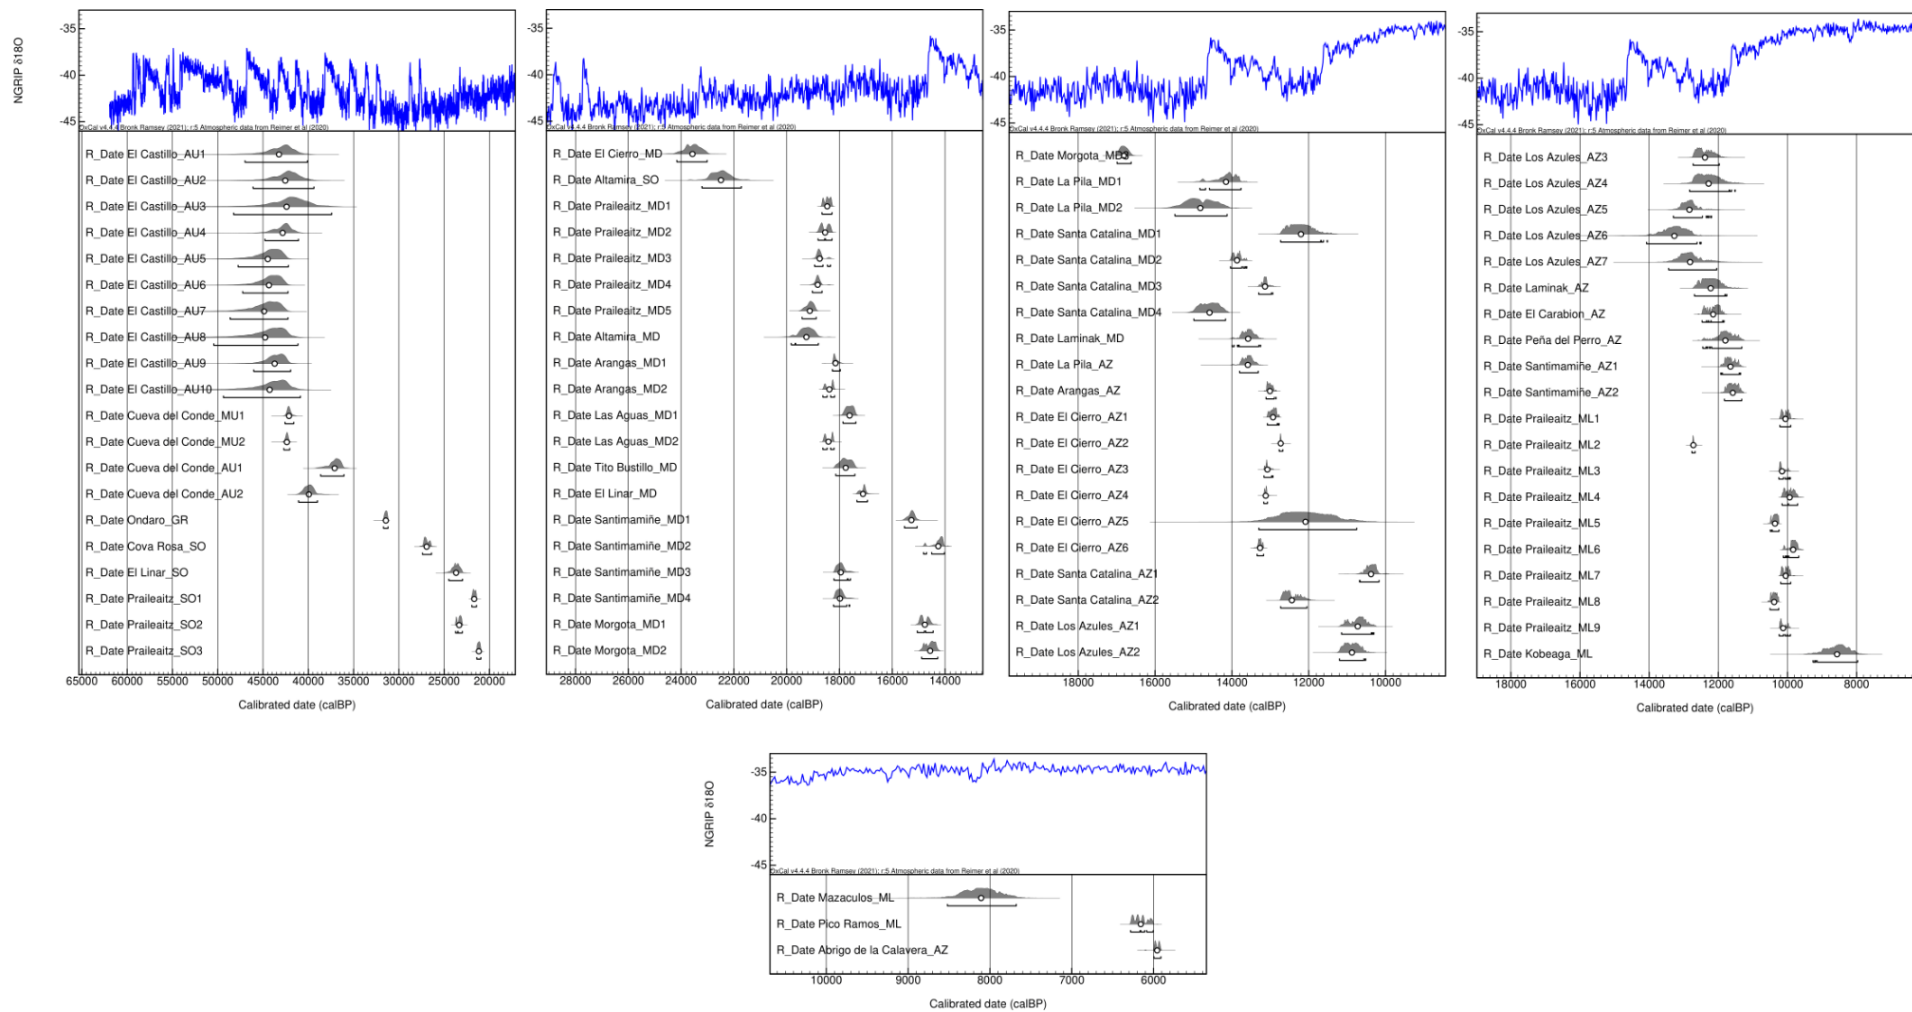 NGRIP δ18O
-35
-40
-45
OxCal v4.4.4 Bronk Ramsey (2021); r:5 Atmospheric data from Reimer et al (2020)
R_Date El Castillo_AU1
R_Date El Castillo_AU2
R_Date El Castillo_AU3
R_Date El Castillo_AU4
R_Date El Castillo_AU5
R_Date El Castillo_AU6
R_Date El Castillo_AU7
R_Date El Castillo_AU8
R_Date El Castillo_AU9
R_Date El Castillo_AU10
R_Date Cueva del Conde_MU1
R_Date Cueva del Conde_MU2
R_Date Cueva del Conde_AU1
R_Date Cueva del Conde_AU2
R_Date Ondaro_GR
R_Date Cova Rosa_SO
R_Date El Linar_SO
R_Date Praileaitz_SO1
R_Date Praileaitz_SO2
R_Date Praileaitz_SO3
65000 60000 55000 50000 45000 40000 35000 30000 25000 20000
Calibrated date (calBP)
-35
-40
-45
OxCal v4.4.4 Bronk Ramsey (2021); r:5 Atmospheric data from Reimer et al (2020)
R_Date El Cierro_MD
R_Date Altamira_SO
R_Date Praileaitz_MD1
R_Date Praileaitz_MD2
R_Date Praileaitz_MD3
R_Date Praileaitz_MD4
R_Date Praileaitz_MD5
R_Date Altamira_MD
R_Date Arangas_MD1
R_Date Arangas_MD2
R_Date Las Aguas_MD1
R_Date Las Aguas_MD2
R_Date Tito Bustillo_MD
R_Date El Linar_MD
R_Date Santimamiñe_MD1
R_Date Santimamiñe_MD2
R_Date Santimamiñe_MD3
R_Date Santimamiñe_MD4
R_Date Morgota_MD1
R_Date Morgota_MD2
28000 26000 24000 22000 20000 18000 16000 14000
Calibrated date (calBP)
-35
-40
-45
OxCal v4.4.4 Bronk Ramsey (2021); r:5 Atmospheric data from Reimer et al (2020)
R_Date Morgota_MD3
R_Date La Pila_MD1
R_Date La Pila_MD2
R_Date Santa Catalina_MD1
R_Date Santa Catalina_MD2
R_Date Santa Catalina_MD3
R_Date Santa Catalina_MD4
R_Date Laminak_MD
R_Date La Pila_AZ
R_Date Arangas_AZ
R_Date El Cierro_AZ1
R_Date El Cierro_AZ2
R_Date El Cierro_AZ3
R_Date El Cierro_AZ4
R_Date El Cierro_AZ5
R_Date El Cierro_AZ6
R_Date Santa Catalina_AZ1
R_Date Santa Catalina_AZ2
R_Date Los Azules_AZ1
R_Date Los Azules_AZ2
18000 16000 14000 12000 10000
Calibrated date (calBP)
-35
-40
-45
OxCal v4.4.4 Bronk Ramsey (2021); r:5 Atmospheric data from Reimer et al (2020)
R_Date Los Azules_AZ3
R_Date Los Azules_AZ4
R_Date Los Azules_AZ5
R_Date Los Azules_AZ6
R_Date Los Azules_AZ7
R_Date Laminak_AZ
R_Date El Carabion_AZ
R_Date Peña del Perro_AZ
R_Date Santimamiñe_AZ1
R_Date Santimamiñe_AZ2
R_Date Praileaitz_ML1
R_Date Praileaitz_ML2
R_Date Praileaitz_ML3
R_Date Praileaitz_ML4
R_Date Praileaitz_ML5
R_Date Praileaitz_ML6
R_Date Praileaitz_ML7
R_Date Praileaitz_ML8
R_Date Praileaitz_ML9
R_Date Kobeaga_ML
18000 16000 14000 12000 10000 8000
Calibrated date (calBP)
NGRIP δ18O
-35
-40
-45
OxCal v4.4.4 Bronk Ramsey (2021); r:5 Atmospheric data from Reimer et al (2020)
R_Date Mazaculos_ML
R_Date Pico Ramos_ML
R_Date Abrigo de la Calavera_AZ
10000 9000 8000 7000 6000
Calibrated date (calBP)